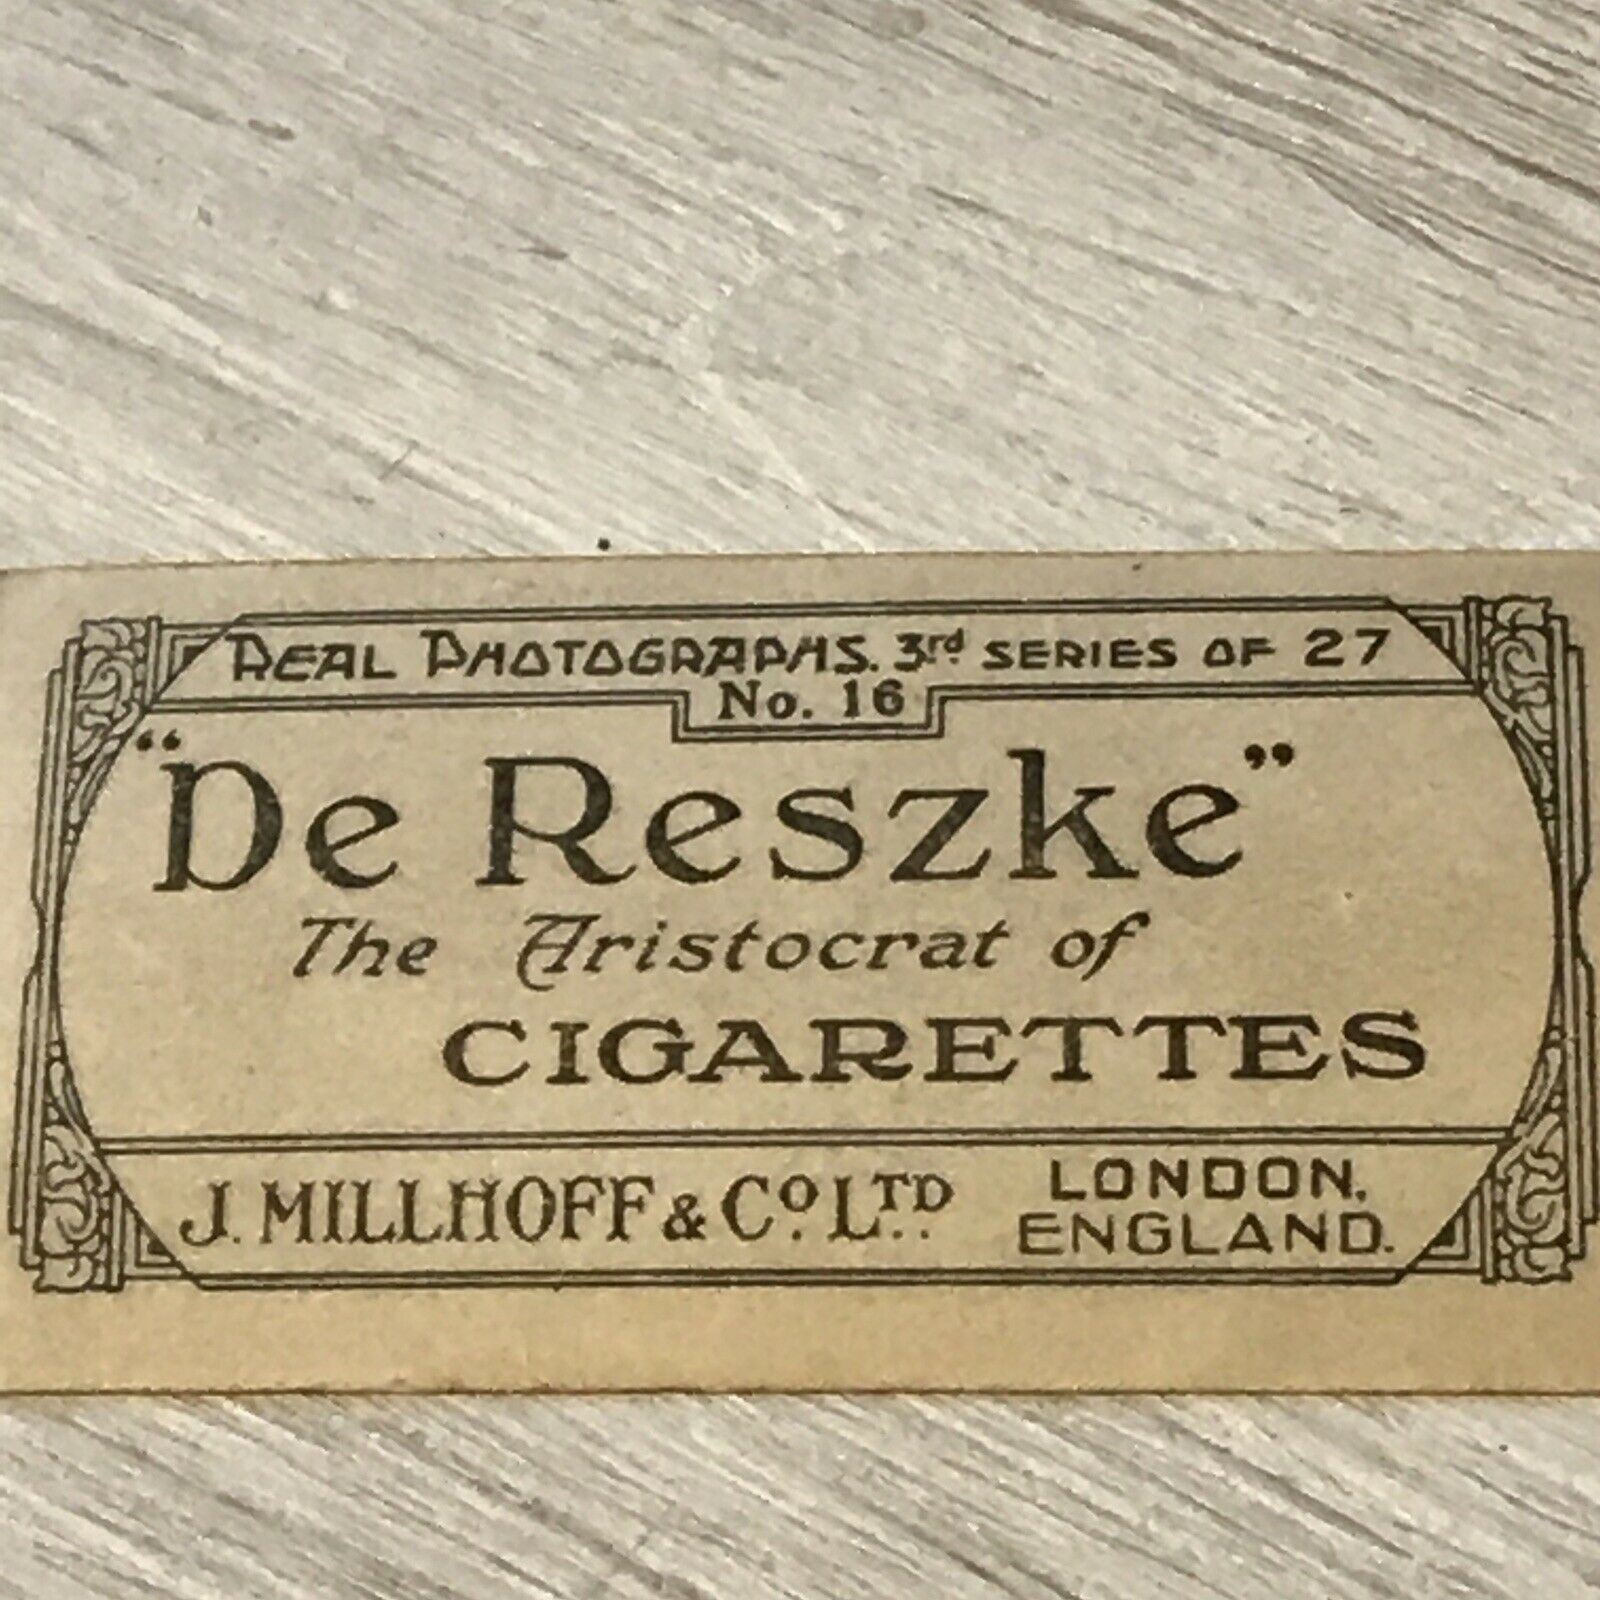 REAL PHOTOGRAPHS. 3rd SERIES OF 27
No. 16
"De Reszke"
The Aristocrat of
CIGARETTES
J. MILLHOFF & Co. LTD. LONDON.
ENGLAND.